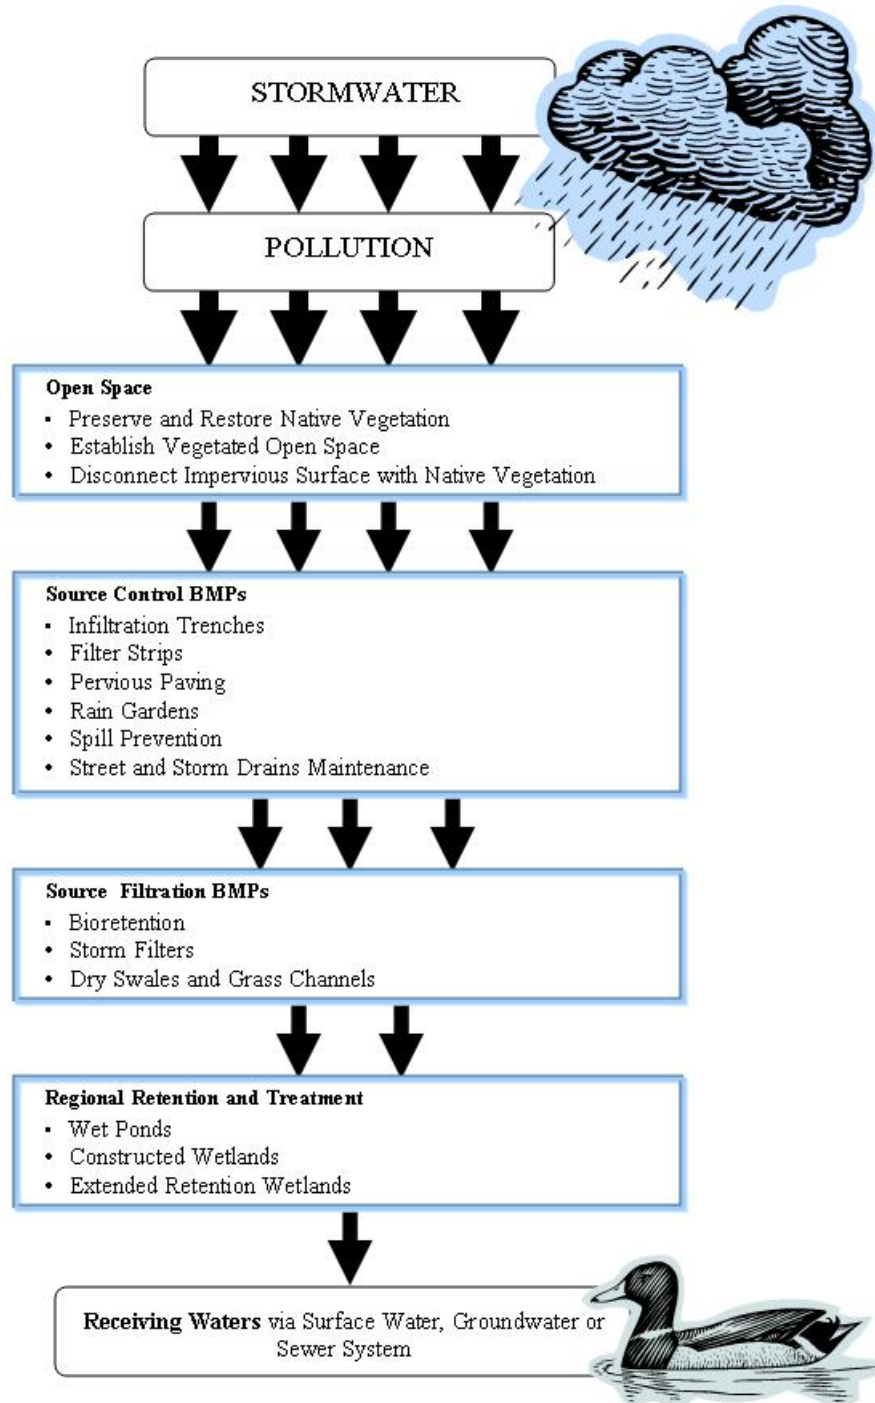 STORMWATER
POLLUTION
Open Space
▪ Preserve and Restore Native Vegetation
• Establish Vegetated Open Space
• Disconnect Impervious Surface with Native Vegetation
Source Control BMPs
▪ Infiltration Trenches
• Filter Strips
• Pervious Paving
• Rain Gardens
• Spill Prevention
• Street and Storm Drains Maintenance
Source Filtration BMPs
▪ Bioretention
• Storm Filters
• Dry Swales and Grass Channels
Regional Retention and Treatment
▪ Wet Ponds
• Constructed Wetlands
• Extended Retention Wetlands
Receiving Waters via Surface Water, Groundwater or
Sewer System